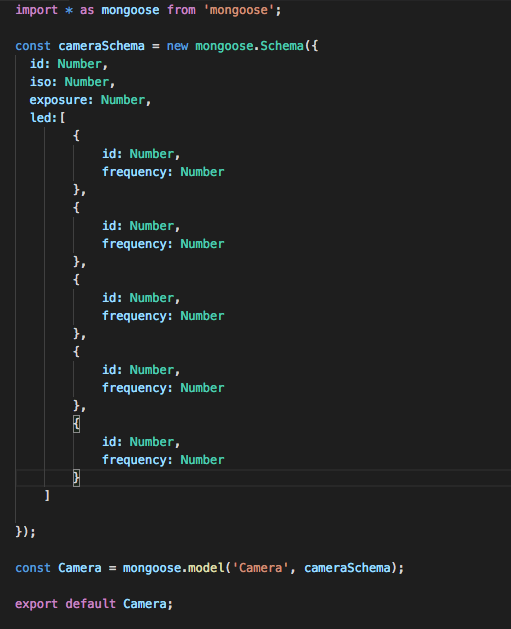 import * as mongoose from 'mongoose';
const cameraSchema = new mongoose.Schema({
id: Number,
iso: Number,
exposure: Number,
led:[
{
id: Number,
frequency: Number
},
{
id: Number,
frequency: Number
},
{
id: Number,
frequency: Number
},
{
id: Number,
frequency: Number
},
{
id: Number,
frequency: Number
}
]
});
const Camera = mongoose.model('Camera', cameraSchema);
export default Camera;